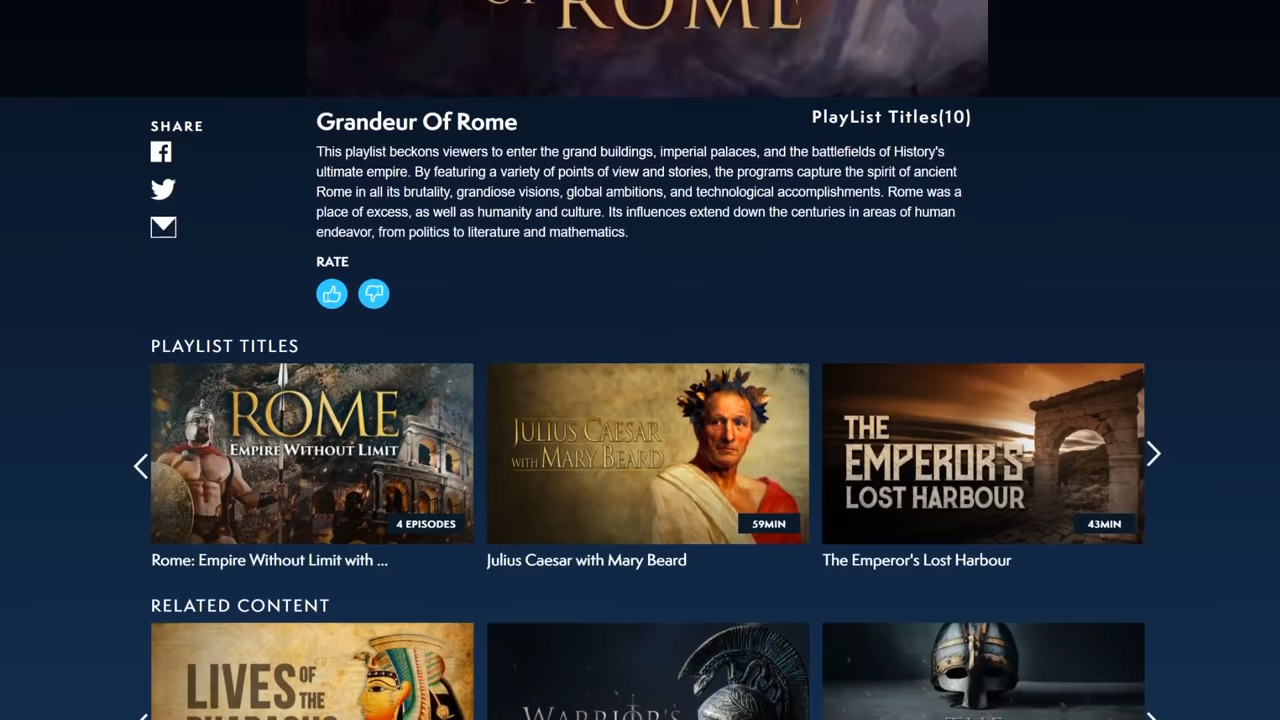 OF ROME
SHARE
Grandeur Of Rome
PlayList Titles(10)
This playlist beckons viewers to enter the grand buildings, imperial palaces, and the battlefields of History's
ultimate empire. By featuring a variety of points of view and stories, the programs capture the spirit of ancient
Rome in all its brutality, grandiose visions, global ambitions, and technological accomplishments. Rome was a
place of excess, as well as humanity and culture. Its influences extend down the centuries in areas of human
endeavor, from politics to literature and mathematics.
RATE
PLAYLIST TITLES
ROME
EMPIRE WITHOUT LIMIT
4 EPISODES
Rome: Empire Without Limit with ...
JULIUS CAESAR
WITH MARY BEARD
59MIN
Julius Caesar with Mary Beard
THE
EMPEROR'S
LOST HARBOUR
43MIN
The Emperor's Lost Harbour
RELATED CONTENT
LIVES OF
THE
PHARAOHS
WARRIOR'S
THE